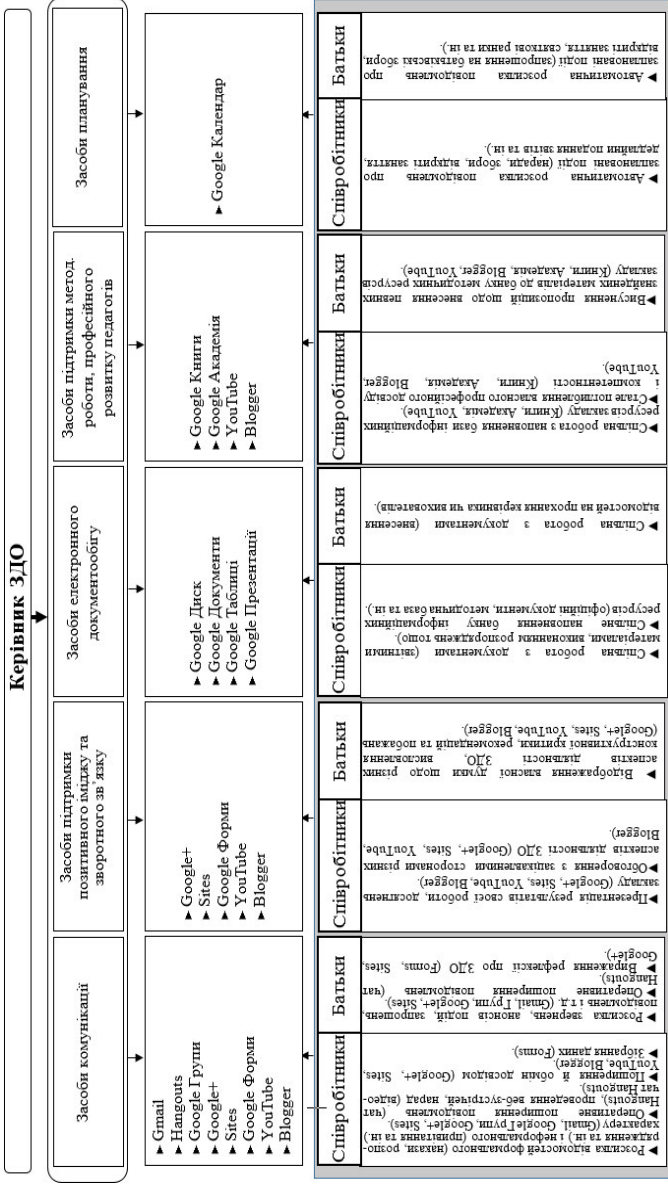 Керівник ЗДО
Засоби комунікації
Засоби підтримки
позитивного іміджу та
зворотного зв'язку
Засоби електронного
документообігу
Засоби підтримки метод.
роботи, професійного
розвитку педагогів
Засоби планування
► Gmail
► Hangouts
► Google Групи
► Google+
► Sites
► Google Форми
► YouTube
► Blogger
► Google+
► Sites
► Google Форми
► YouTube
► Blogger
► Google Диск
► Google Документи
► Google Таблиці
► Google Презентації
► Google Книги
► Google Академія
► YouTube
► Blogger
► Google Календар
Співробітники
► Розсилка відомостей формального (накази, розпо-
рядження та ін.) і неформального (привітання та ін.)
характеру (Gmail, Google Групи, Google+, Sites).
► Оперативне поширення повідомлень (чат
Hangouts), проведення веб-зустрічей, нарад (відео-
чат Hangouts).
► Поширення й обмін досвідом (Google+, Sites,
YouTube, Blogger).
► Збирання даних (Forms).
Батьки
► Розсилка звернень, анонсів подій, запрошень,
повідомлень і т.д. (Gmail, Групи, Google+, Sites).
► Оперативне поширення повідомлень (чат
Hangouts).
► Вираження рефлексії про ЗДО (Forms, Sites,
Google+).
Співробітники
►Презентація результатів своєї роботи, досягнень
закладу (Google+, Sites, YouTube, Blogger).
►Обговорення з зацікавленими сторонами різних
аспектів діяльності ЗДО (Google+, Sites, YouTube,
Blogger).
Батьки
► Відображення власної думки щодо різних
аспектів діяльності ЗДО, висловлення
конструктивної критики, рекомендацій та побажань
(Google+, Sites, YouTube, Blogger).
Співробітники
► Спільна робота з документами (звітними
матеріалами, виконанням розпоряджень тощо).
► Спільне наповнення банку інформаційних
ресурсів (офіційні документи, методична база та ін.).
Батьки
► Спільна робота з документами (внесення
відомостей на прохання керівника чи вихователів).
Співробітники
►Спільна робота з наповнення бази інформаційних
ресурсів закладу (Книги, Академія, YouTube).
►Стале поглиблення власного професійного досвіду
і компетентності (Книги, Академія, Blogger,
YouTube).
Батьки
►Висунення пропозицій щодо внесення певних
знайдених матеріалів до банку методичних ресурсів
закладу (Книги, Академія, Blogger, YouTube).
Співробітники
► Автоматична розсилка повідомлень про
заплановані події (наради, збори, відкриті заняття,
дедлайни подання звітів та ін.).
Батьки
► Автоматична розсилка повідомлень про
заплановані події (запрошення на батьківські збори,
відкриті заняття, святкові ранки та ін.).